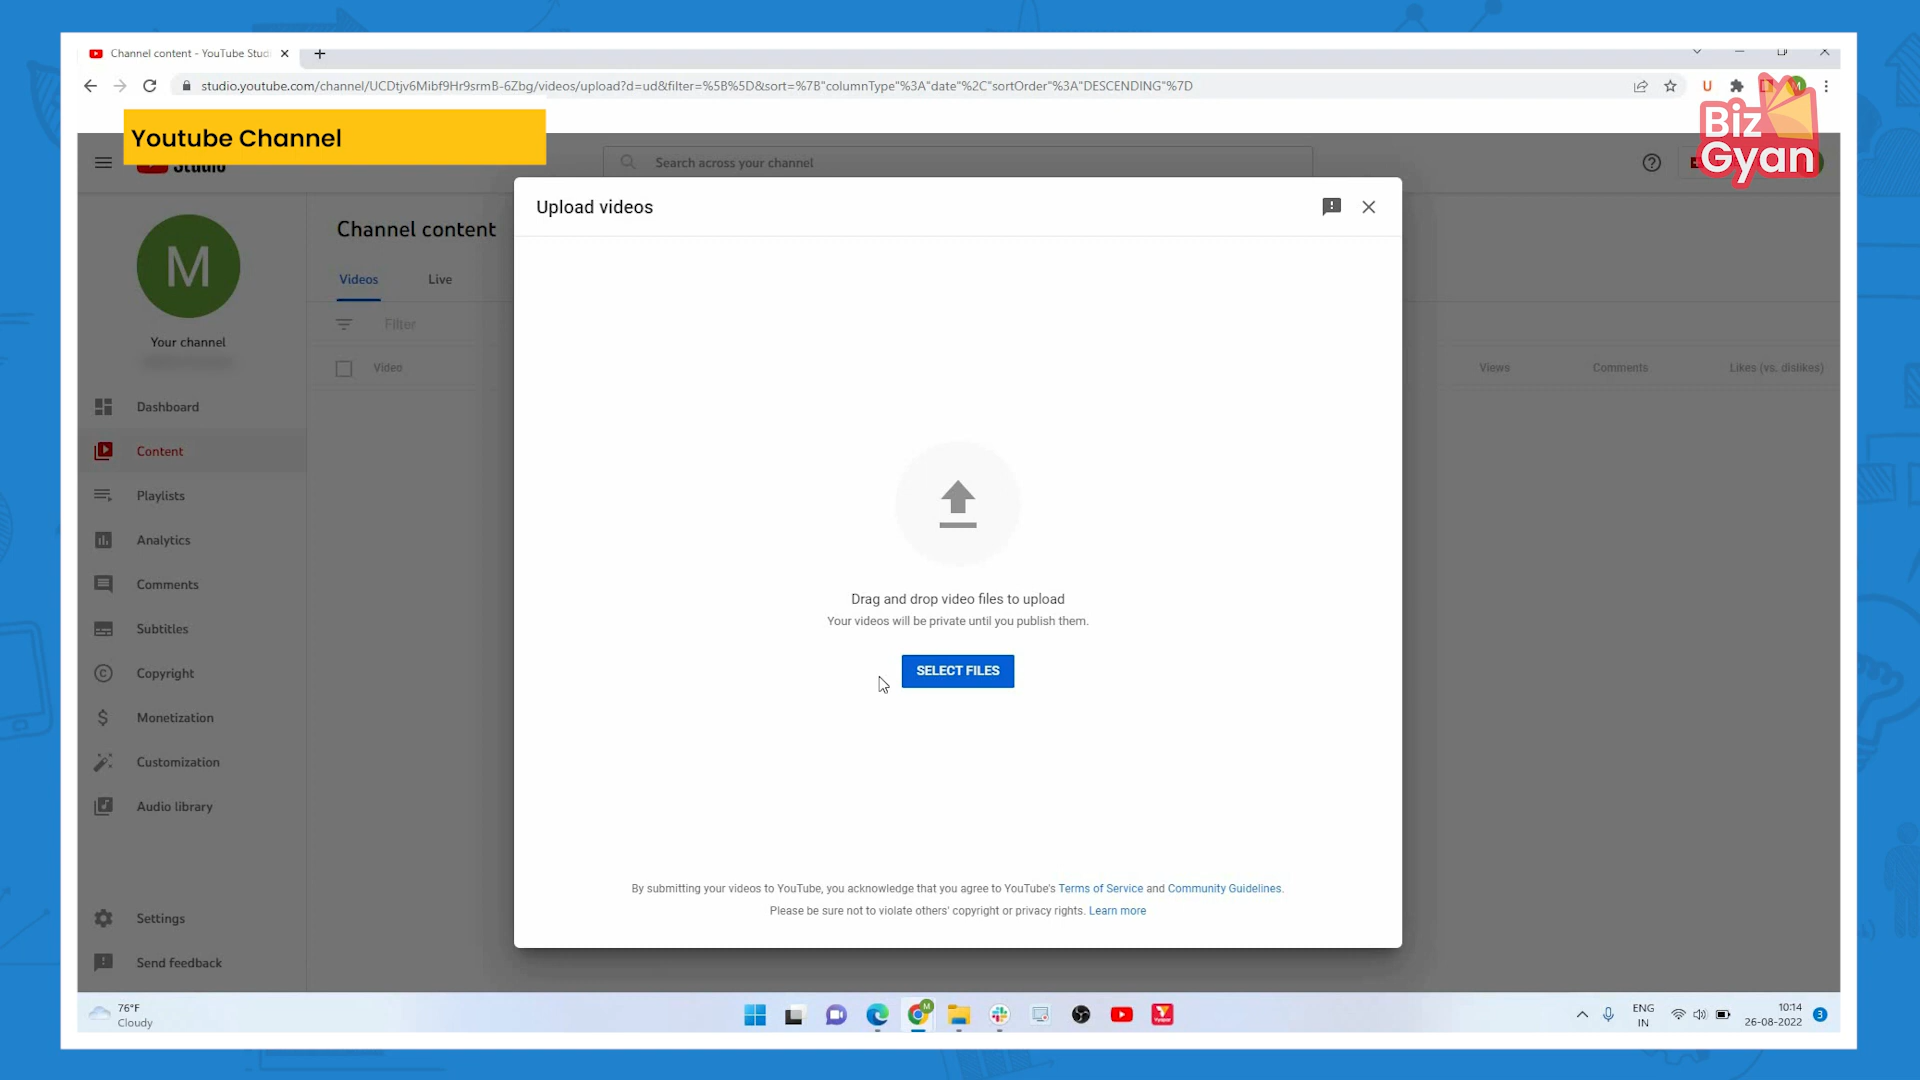 Channel content - YouTube Stud
studio.youtube.com/channel/UCDtjv6Mibf9Hr9srmB-6Zbg/videos/upload?d=ud&filter=%5B%5D&sort=%7B"columnType"%3A"date"%2C"sortOrder"%3A"DESCENDING"%7D
U
M
Youtube Channel
Biz
Gyan
Studio
Search across your channel
Upload videos
M
Channel content
Videos
Live
Your channel
Filter
Video
Views
Comments
Likes (vs. dislikes)
Dashboard
Content
Playlists
Analytics
Comments
Subtitles
Copyright
Monetization
Customization
Audio library
Settings
Send feedback
Drag and drop video files to upload
Your videos will be private until you publish them.
SELECT FILES
By submitting your videos to YouTube, you acknowledge that you agree to YouTube's Terms of Service and Community Guidelines.
Please be sure not to violate others' copyright or privacy rights. Learn more
76°F
Cloudy
M
ENG
IN
10:14
26-08-2022
3